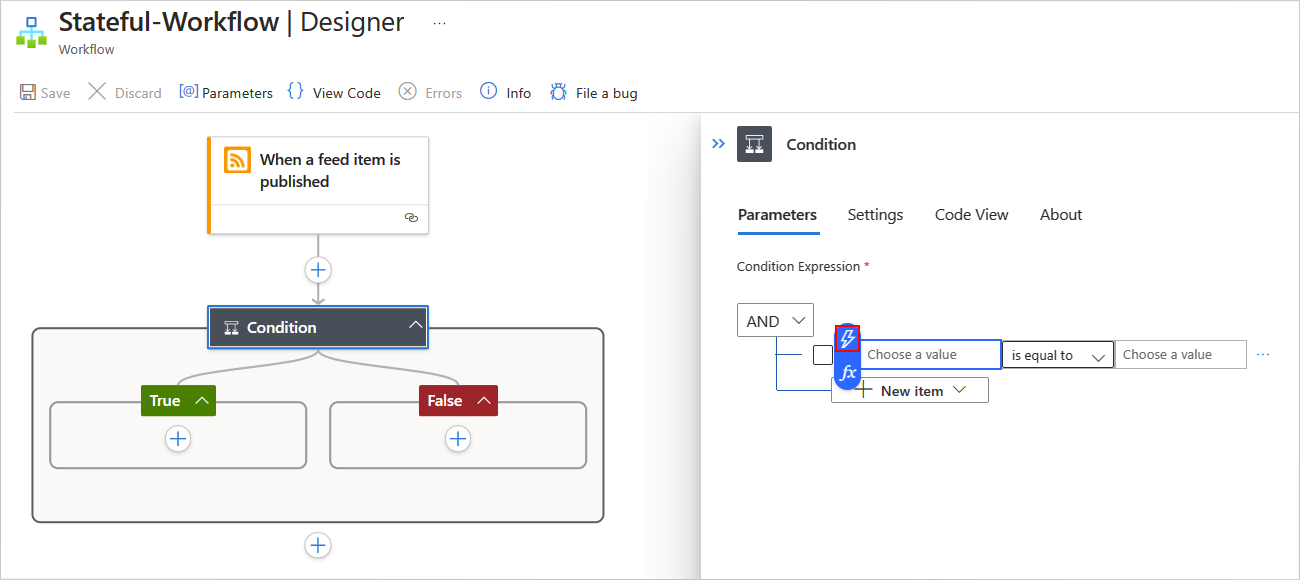 Stateful-Workflow | Designer ...
Workflow
Save Discard [@] Parameters {} View Code Errors Info File a bug
When a feed item is
published
Condition
True
False
Condition
Parameters Settings Code View About
Condition Expression *
AND
Choose a value is equal to Choose a value ...
fx
New item